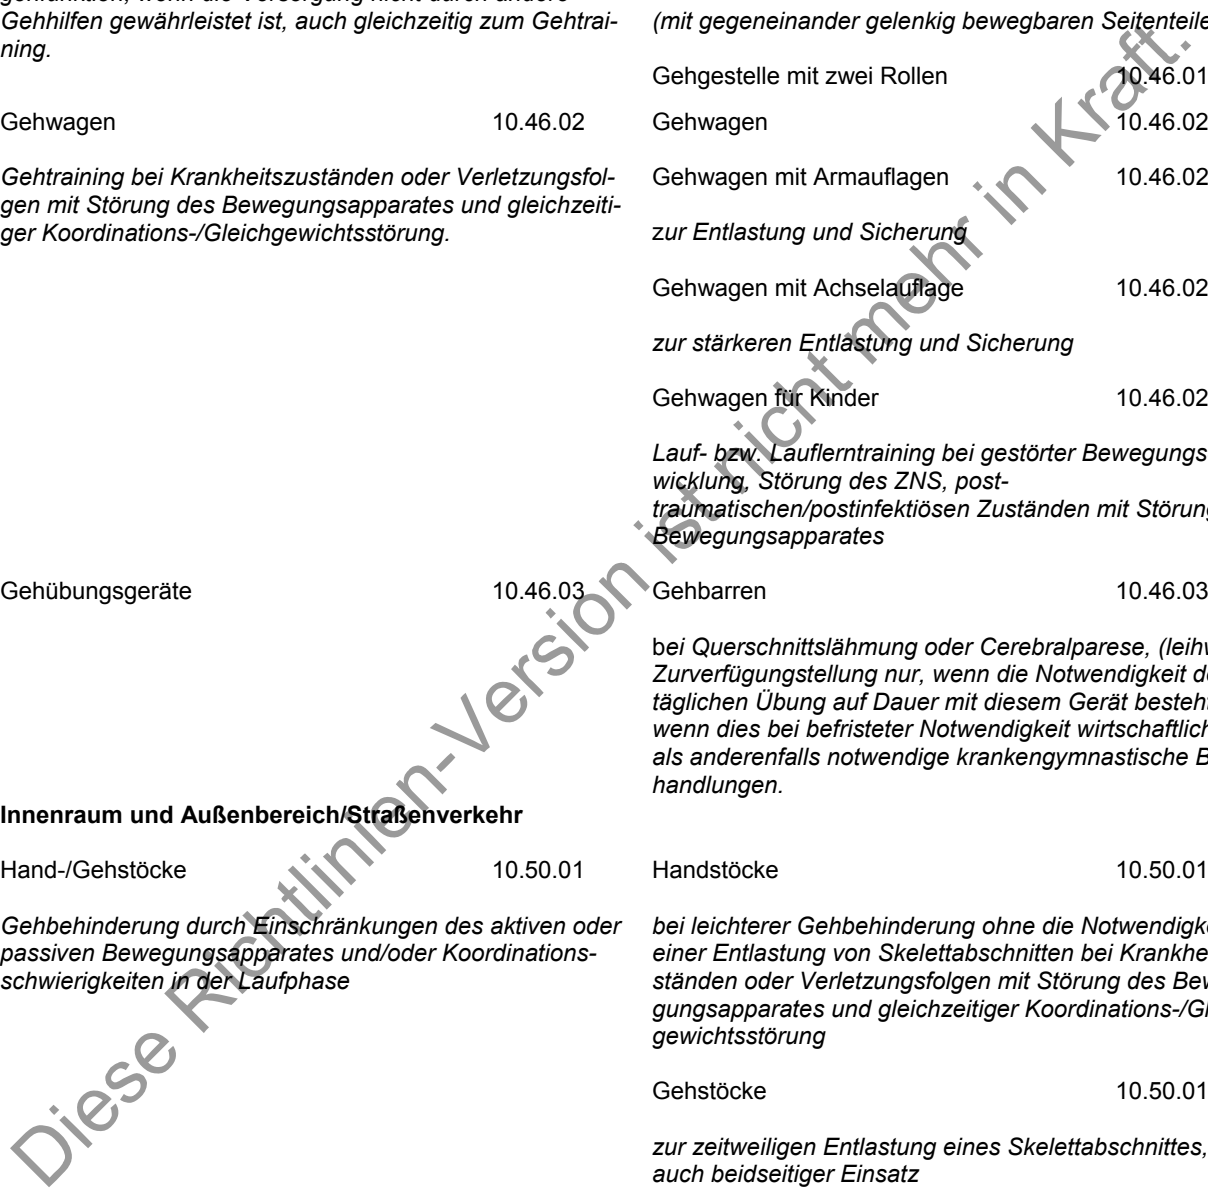 Gehhilfen gewährleistet ist, auch gleichzeitig zum Gehtrai-
ning.
Gehwagen 10.46.02
Gehtraining bei Krankheitszuständen oder Verletzungsfol-
gen mit Störung des Bewegungsapparates und gleichzeiti-
ger Koordinations-/Gleichgewichtsstörung.
Gehübungsgeräte 10.46.03
Innenraum und Außenbereich/Straßenverkehr
Hand-/Gehstöcke 10.50.01
Gehbehinderung durch Einschränkungen des aktiven oder
passiven Bewegungsapparates und/oder Koordinations-
schwierigkeiten in der Laufphase
(mit gegeneinander gelenkig bewegbaren Seitenteile
Gehgestelle mit zwei Rollen 10.46.01
Gehwagen 10.46.02
Gehwagen mit Armauflagen 10.46.02
zur Entlastung und Sicherung
Gehwagen mit Achselauflage 10.46.02
zur stärkeren Entlastung und Sicherung
Gehwagen für Kinder 10.46.02
Lauf- bzw. Lauflerntraining bei gestörter Bewegungs
wicklung, Störung des ZNS, post-
traumatischen/postinfektiösen Zuständen mit Störung
Bewegungsapparates
Gehbarren 10.46.03
bei Querschnittslähmung oder Cerebralparese, (leihw
Zurverfügungstellung nur, wenn die Notwendigkeit de
täglichen Übung auf Dauer mit diesem Gerät besteht
wenn dies bei befristeter Notwendigkeit wirtschaftlich
als anderenfalls notwendige krankengymnastische B
handlungen.
Handstöcke 10.50.01
bei leichterer Gehbehinderung ohne die Notwendigke
einer Entlastung von Skelettabschnitten bei Krankhe
ständen oder Verletzungsfolgen mit Störung des Bew
gungsapparates und gleichzeitiger Koordinations-/Gl
gewichtsstörung
Gehstöcke 10.50.01
zur zeitweiligen Entlastung eines Skelettabschnittes,
auch beidseitiger Einsatz
Diese Richtlinien-Version ist nicht mehr in Kraft.